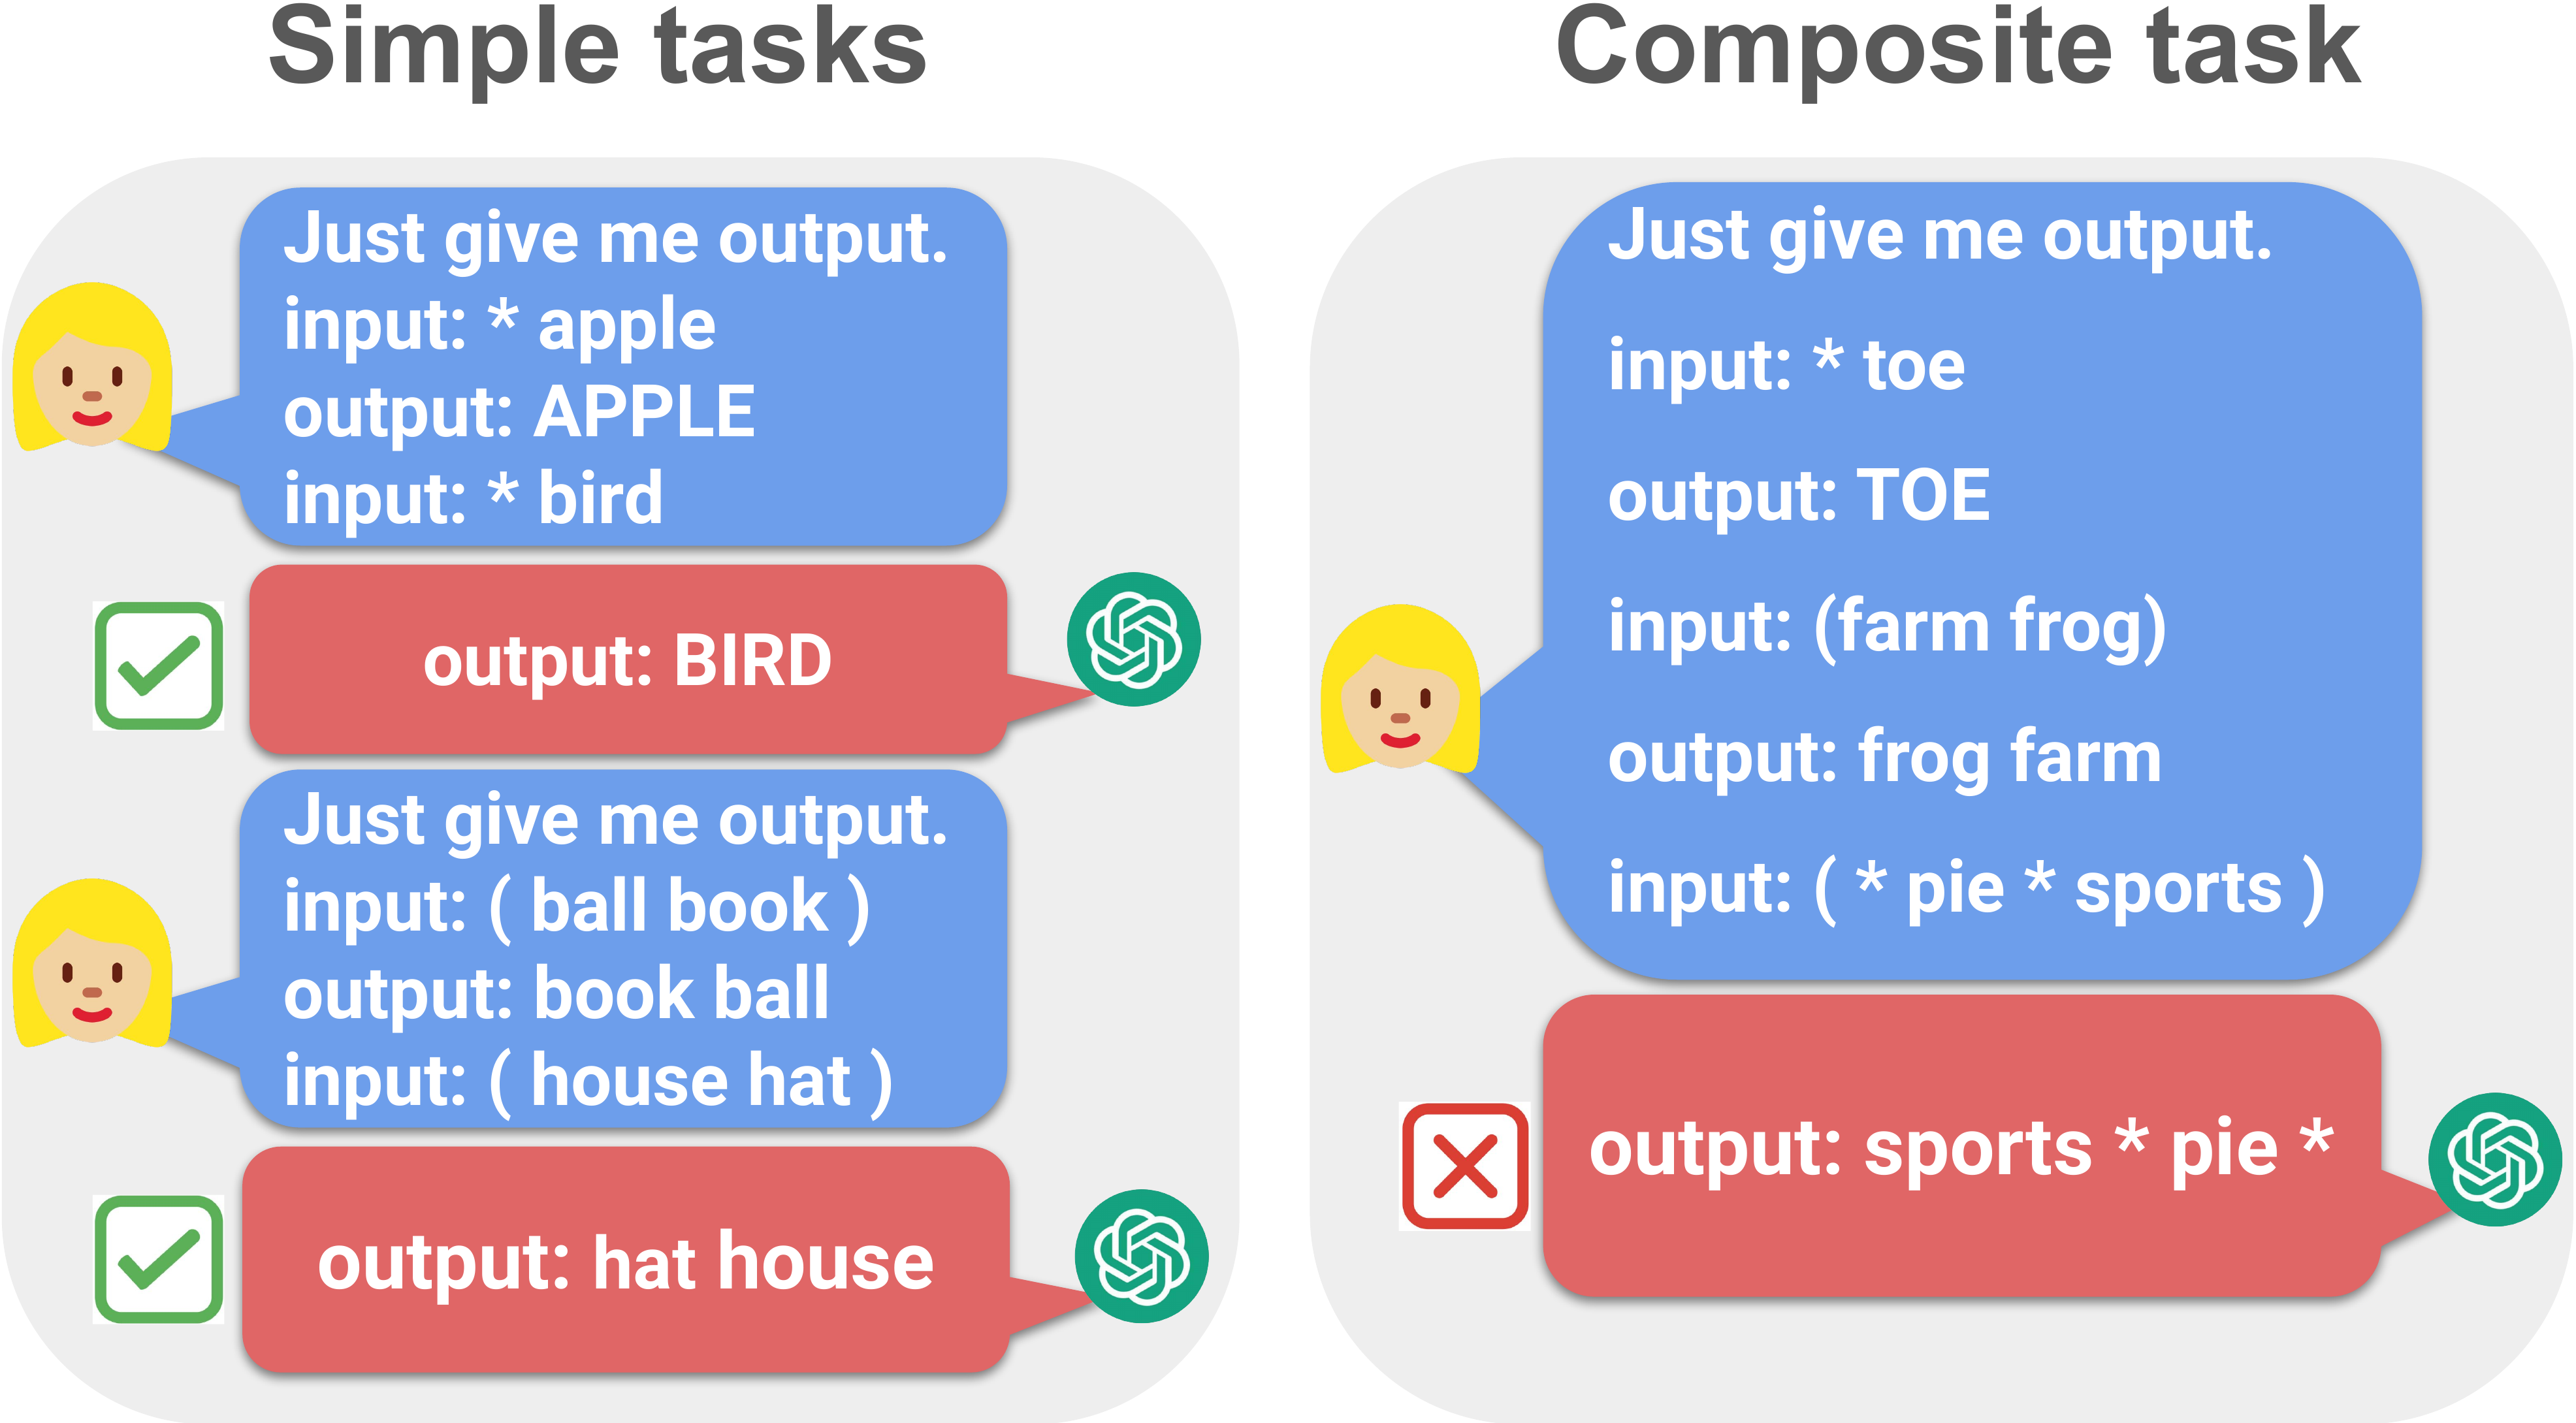 Simple tasks
Just give me output.
input: * apple
output: APPLE
input: * bird
output: BIRD
Just give me output.
input: ( ball book )
output: book ball
input: ( house hat )
output: hat house
Composite task
Just give me output.
input: * toe
output: TOE
input: (farm frog)
output: frog farm
input: ( * pie * sports )
output: sports * pie *